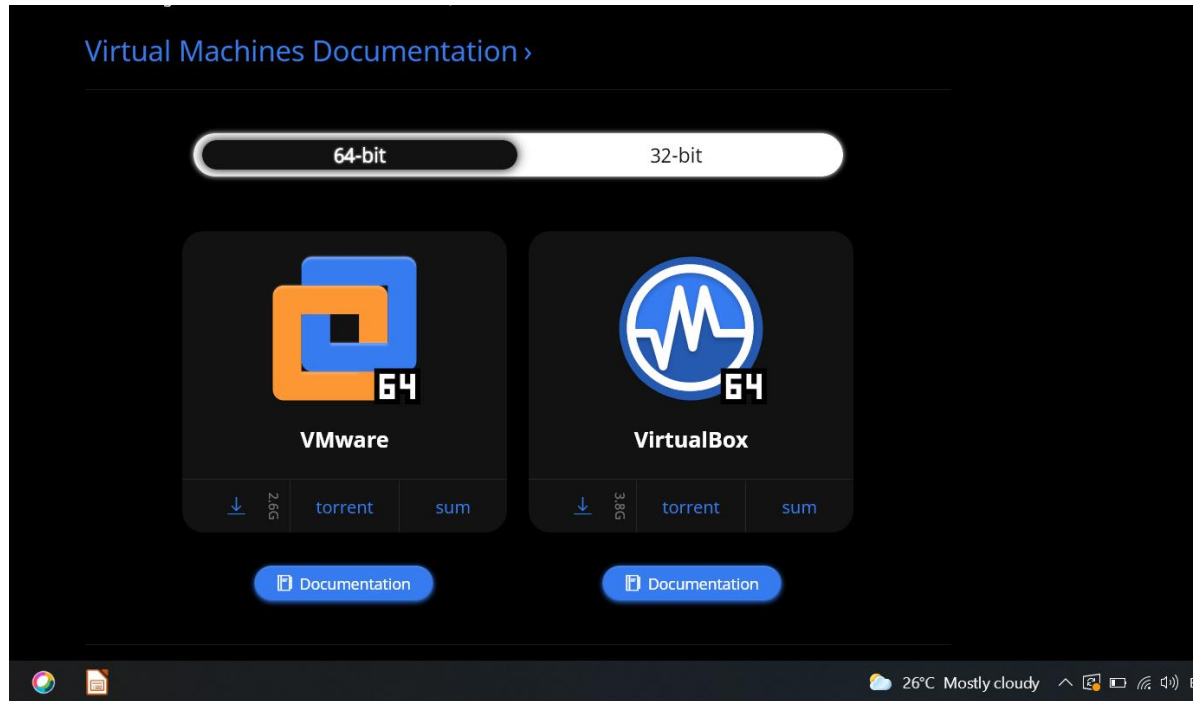 Virtual Machines Documentation ›
64-bit
32-bit
64
VMware
2.6G
torrent
sum
Documentation
64
VirtualBox
3.8G
torrent
sum
Documentation
26°C Mostly cloudy